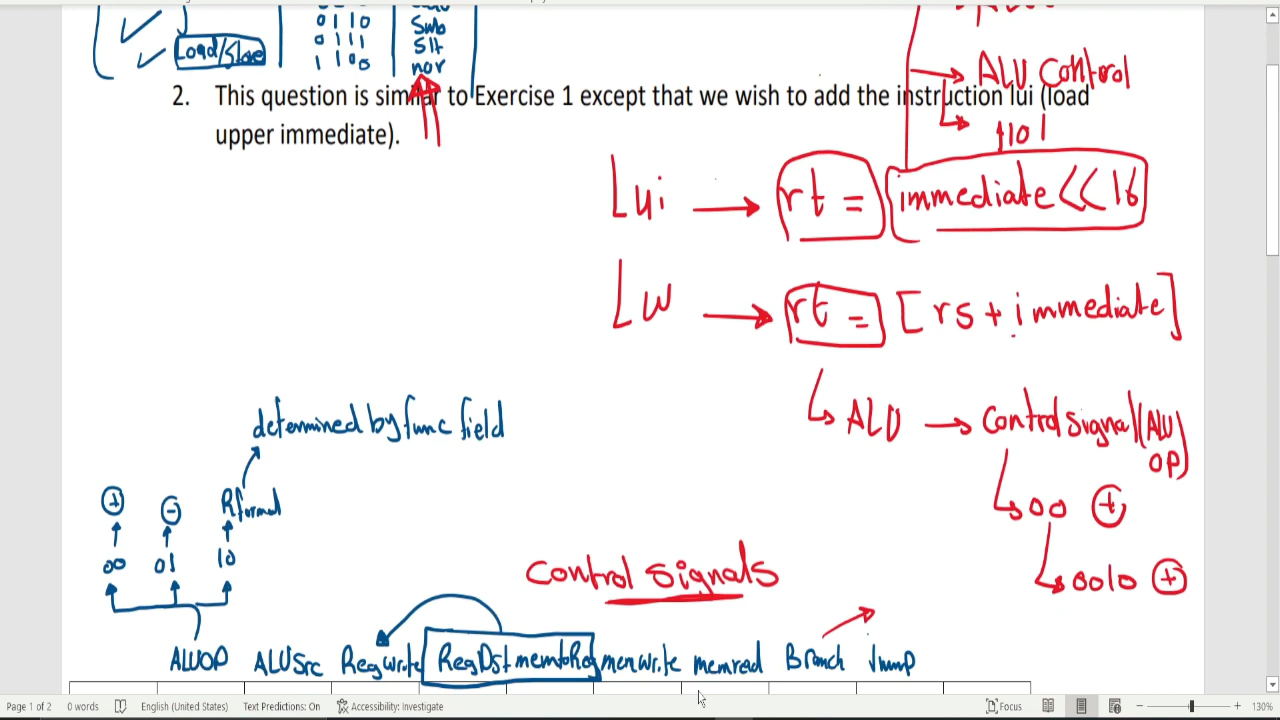 0110 Sub
Load/Store 0111 Slt
1100 nor
ALU Control
2. This question is similar to Exercise 1 except that we wish to add the instruction lui (load
upper immediate).
1101
Lui → rt = immediate<<16
Lw → rt = [rs + immediate]
determined by func field
ALU → Control signal (ALU
OP)
+ - Rformat
00 +
00 01 10
Control signals
0010 +
ALUOP ALUSrc RegWrite RegDst memtoReg memwrite memread Branch Jump
Page 1 of 2 0 words English (United States) Text Predictions: On Accessibility: Investigate Focus 130%